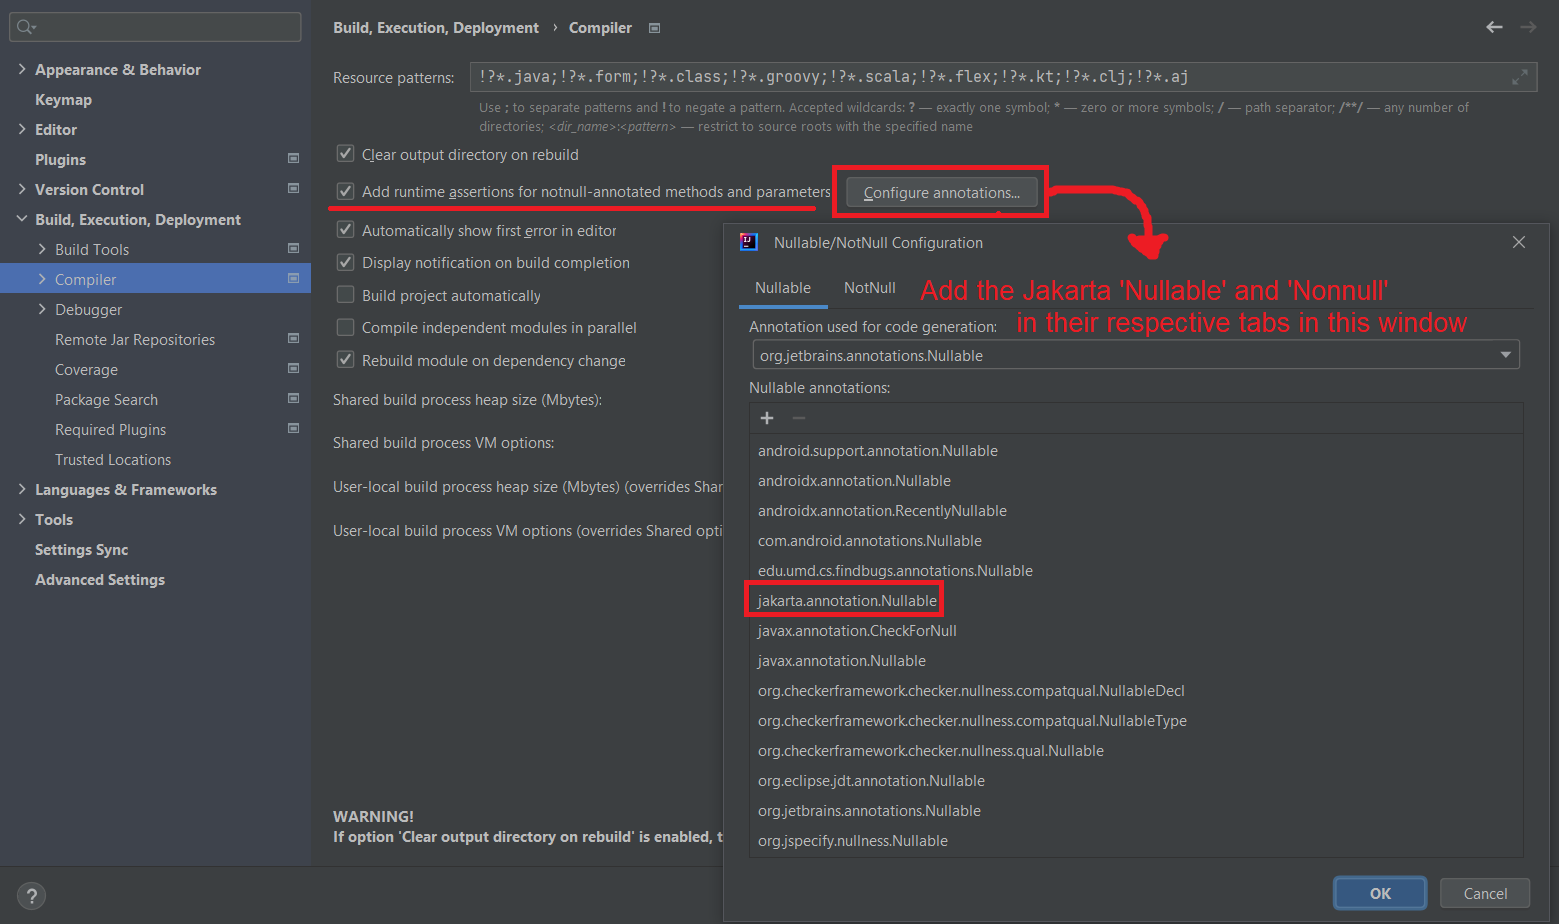 Build, Execution, Deployment › Compiler
Appearance & Behavior
Keymap
Editor
Plugins
Version Control
Build, Execution, Deployment
Build Tools
Compiler
Debugger
Remote Jar Repositories
Coverage
Package Search
Required Plugins
Trusted Locations
Languages & Frameworks
Tools
Settings Sync
Advanced Settings
?
Resource patterns: !?*.java;!?*.form;!?*.class;!?*.groovy;!?*.scala;!?*.flex;!?*.kt;!?*.clj;!?*.aj
Use ; to separate patterns and ! to negate a pattern. Accepted wildcards: ? — exactly one symbol; * — zero or more symbols; / — path separator; /**/ — any number of
directories; <dir_name>:<pattern> — restrict to source roots with the specified name
Clear output directory on rebuild
Add runtime assertions for notnull-annotated methods and parameters Configure annotations...
Automatically show first error in editor
Display notification on build completion
Build project automatically
Compile independent modules in parallel
Rebuild module on dependency change
Shared build process heap size (Mbytes):
Shared build process VM options:
User-local build process heap size (Mbytes) (overrides Shar
User-local build process VM options (overrides Shared opti
WARNING!
If option 'Clear output directory on rebuild' is enabled, t
Nullable/NotNull Configuration
Nullable NotNull
Add the Jakarta 'Nullable' and 'Nonnull'
in their respective tabs in this window
Annotation used for code generation:
org.jetbrains.annotations.Nullable
Nullable annotations:
android.support.annotation.Nullable
androidx.annotation.Nullable
androidx.annotation.RecentlyNullable
com.android.annotations.Nullable
edu.umd.cs.findbugs.annotations.Nullable
jakarta.annotation.Nullable
javax.annotation.CheckForNull
javax.annotation.Nullable
org.checkerframework.checker.nullness.compatqual.NullableDecl
org.checkerframework.checker.nullness.compatqual.NullableType
org.checkerframework.checker.nullness.qual.Nullable
org.eclipse.jdt.annotation.Nullable
org.jetbrains.annotations.Nullable
org.jspecify.nullness.Nullable
OK Cancel